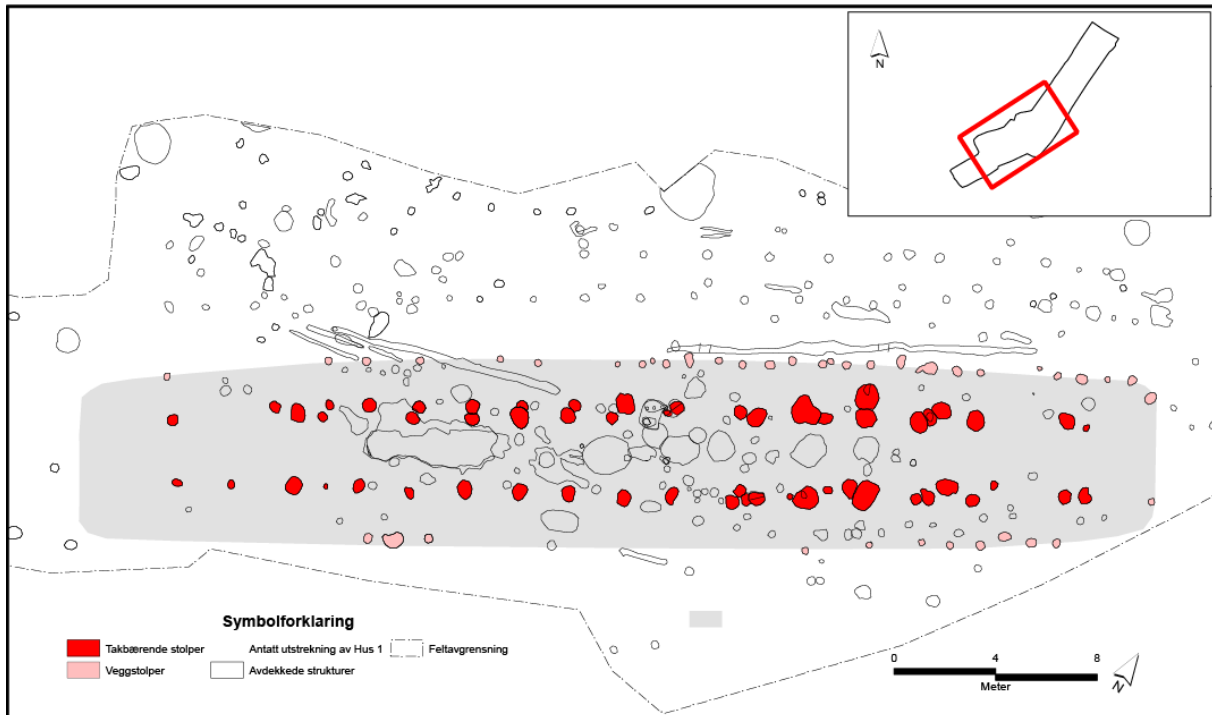 N
Symbolforklaring
Takbærende stolper
Antatt utstrekning av Hus 1
Feltavgrensning
Veggstolper
Avdekkede strukturer
0 4 8
Meter
N